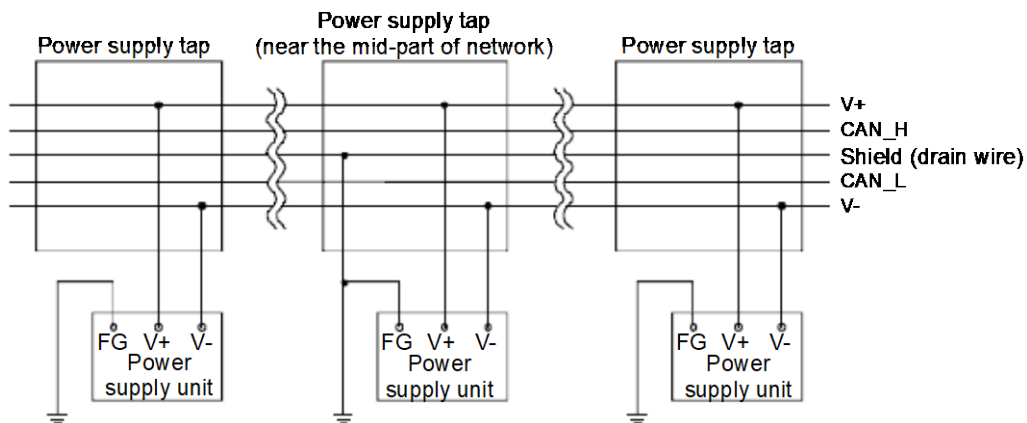 Power supply tap
Power supply tap
(near the mid-part of network)
Power supply tap
V+
CAN_H
Shield (drain wire)
CAN_L
V-
FG V+ V-
Power
supply unit
FG V+ V-
Power
supply unit
FG V+ V-
Power
supply unit